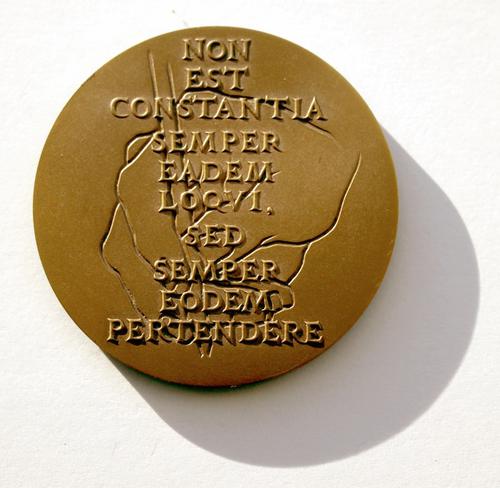 NON
EST
CONSTANTIA
SEMPER
EADEM
LOQVI,
SED
SEMPER
EODEM
PERTENDERE